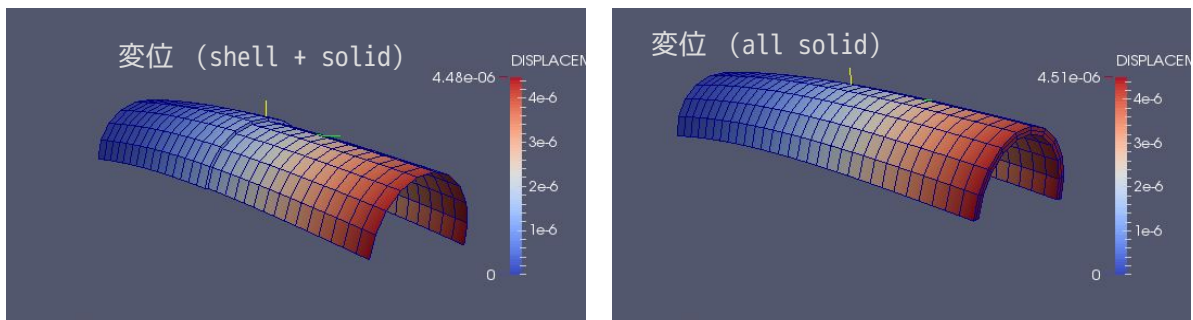 変位 (shell + solid)
DISPLACEM
4.48e-06
4e-6
3e-6
2e-6
1e-6
0
変位 (all solid)
DISPLACEM
4.51e-06
4e-6
3e-6
2e-6
1e-6
0